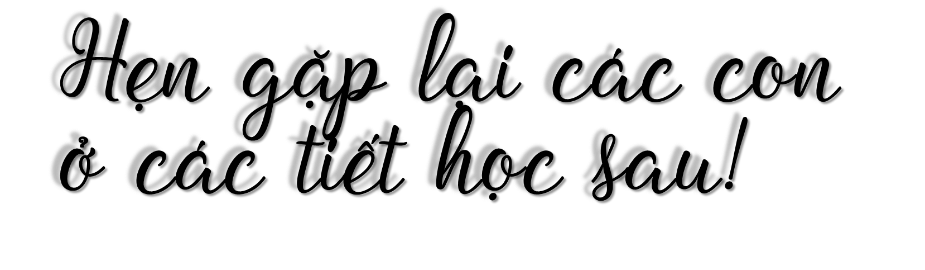 Hẹn gặp lại các con
ở các tiết học sau!